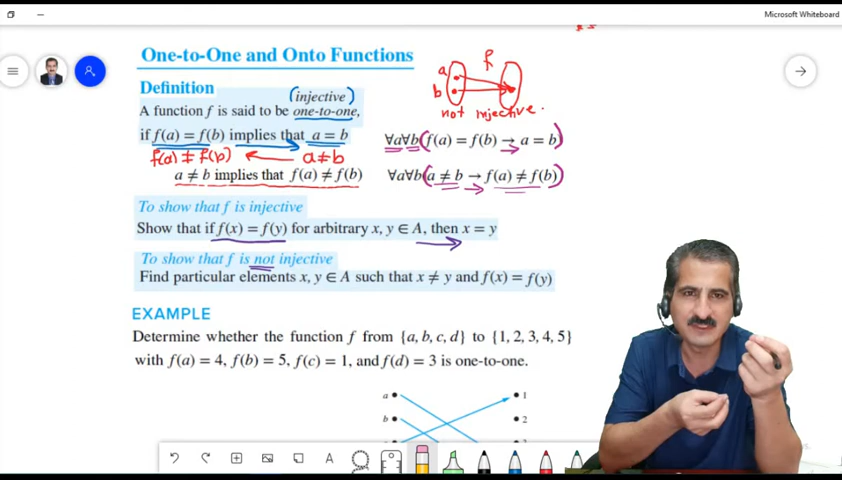 Microsoft Whiteboard
One-to-One and Onto Functions
Definition
(injective)
A function f is said to be one-to-one,
if f(a) = f(b) implies that a = b
f(a) ≠ f(b) ← a ≠ b
a ≠ b implies that f(a) ≠ f(b)
f
a
b
not injective.
∀a∀b(f(a) = f(b) → a = b)
∀a∀b(a ≠ b → f(a) ≠ f(b))
To show that f is injective
Show that if f(x) = f(y) for arbitrary x, y ∈ A, then x = y
To show that f is not injective
Find particular elements x, y ∈ A such that x ≠ y and f(x) = f(y)
EXAMPLE
Determine whether the function f from {a, b, c, d} to {1, 2, 3, 4, 5}
with f(a) = 4, f(b) = 5, f(c) = 1, and f(d) = 3 is one-to-one.
a • • 1
b • • 2